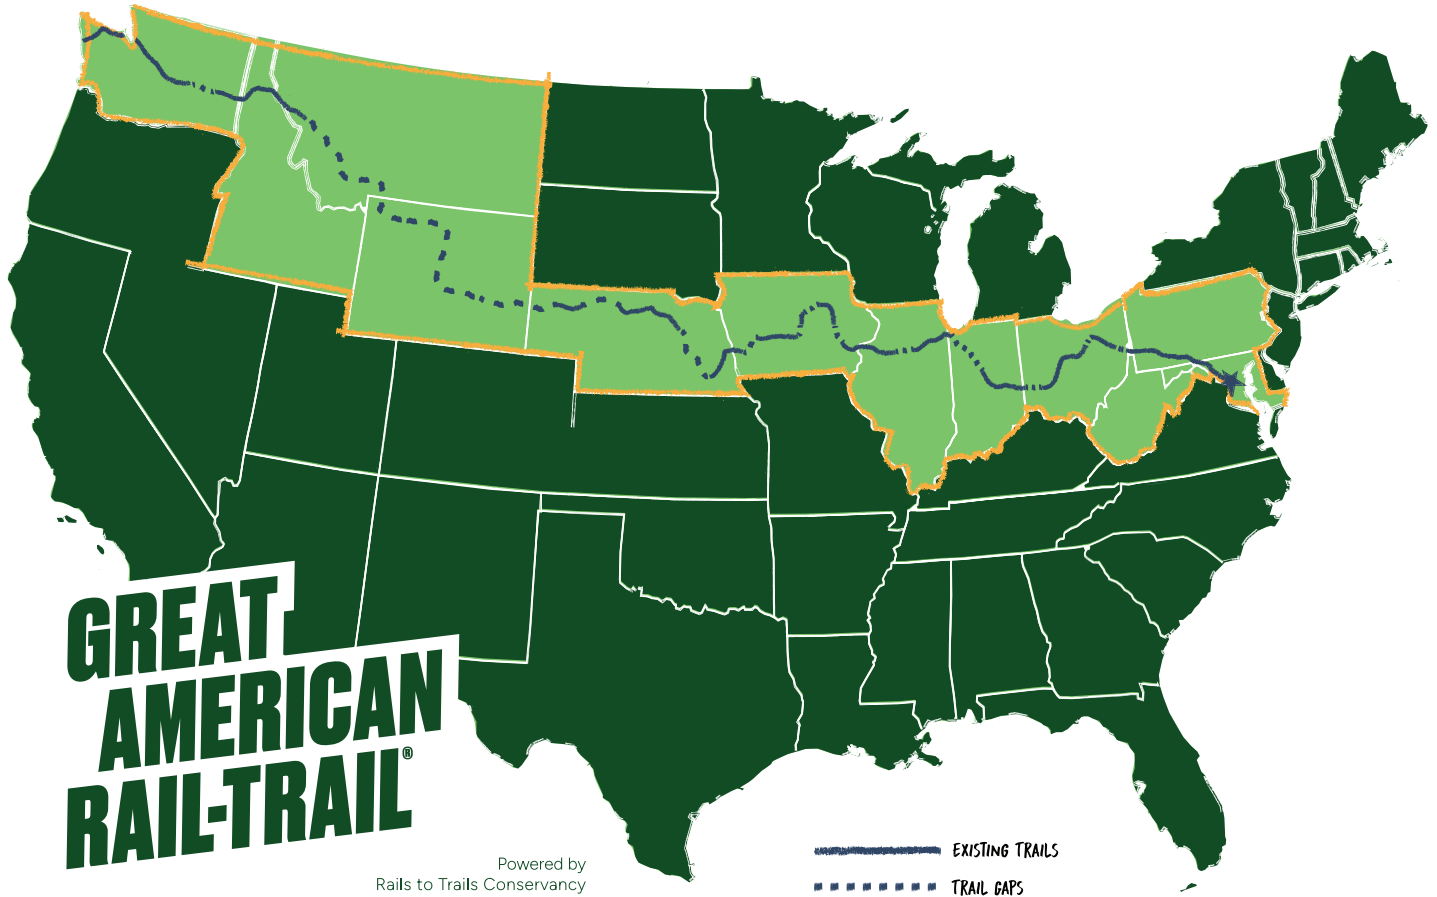 GREAT
AMERICAN
RAIL-TRAIL®
Powered by
Rails to Trails Conservancy
EXISTING TRAILS
TRAIL GAPS